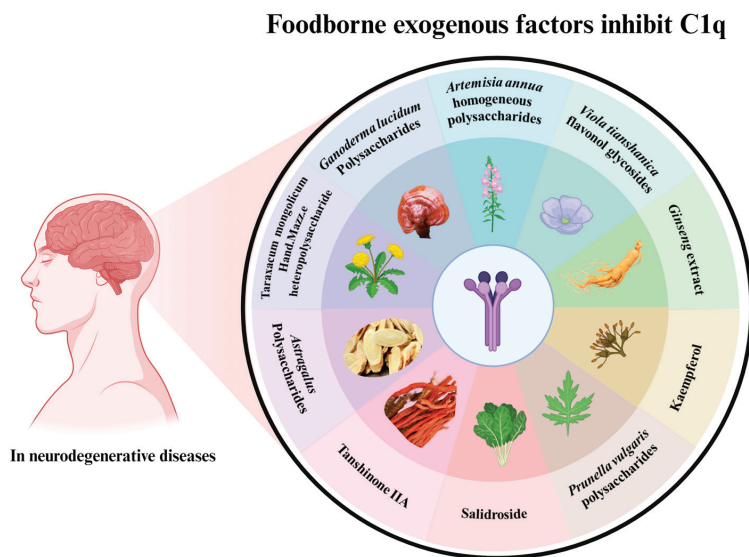 Foodborne exogenous factors inhibit C1q
Artemisia annua
homogeneous
polysaccharides
Viola tianshanica
flavonol glycosides
Ginseng extract
Kaempferol
Prunella vulgaris
polysaccharides
Salidroside
Tanshinone IIA
Astragalus
Polysaccharides
Taraxacum mongolicum
Hand.Mazz.e
heteropolysaccharide
Ganoderma lucidum
Polysaccharides
In neurodegenerative diseases